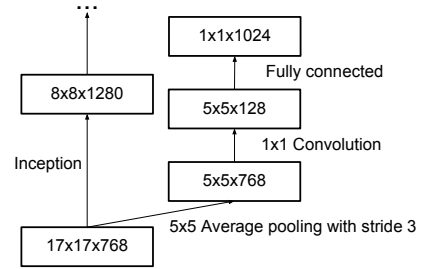 ...
1x1x1024
Fully connected
8x8x1280
5x5x128
1x1 Convolution
Inception
5x5x768
5x5 Average pooling with stride 3
17x17x768